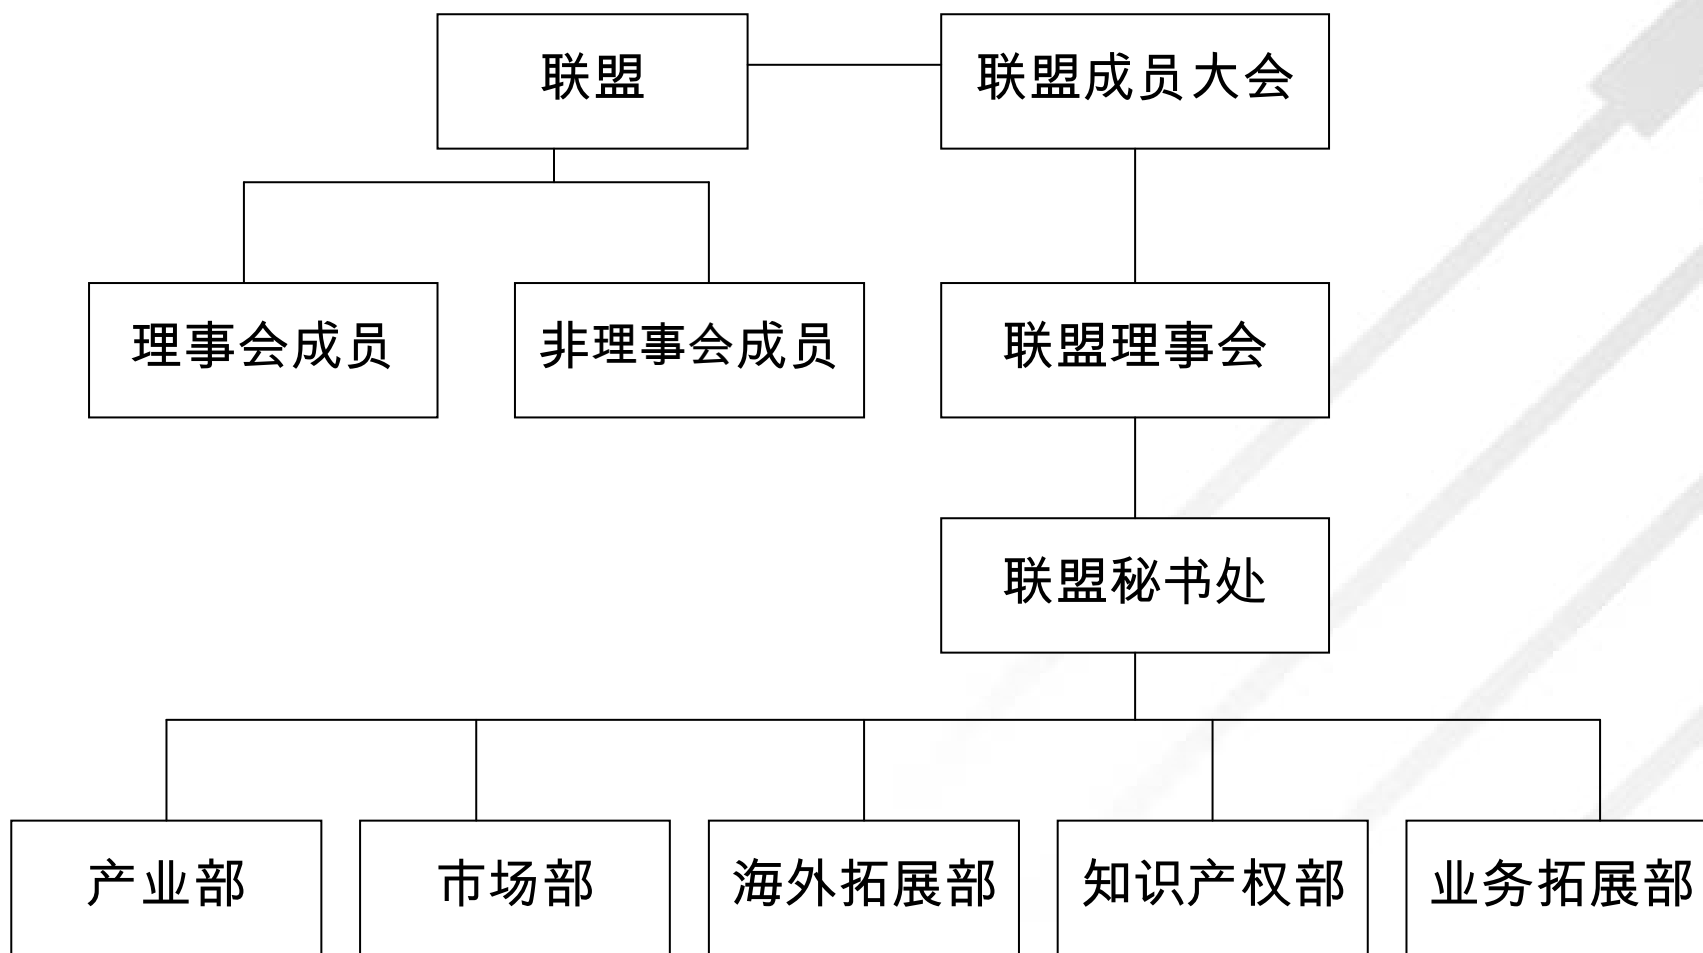 联盟
联盟成员大会
理事会成员
非理事会成员
联盟理事会
联盟秘书处
产业部
市场部
海外拓展部
知识产权部
业务拓展部